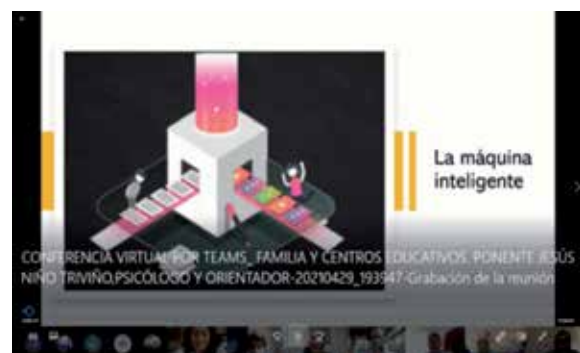 La máquina
inteligente
CONFERENCIA VIRTUAL POR TEAMS_ FAMILIA Y CENTROS EDUCATIVOS. PONENTE JESÚS
NIÑO TRIVIÑO,PSICÓLOGO Y ORIENTADOR-20210429_193947-Grabación de la reunión